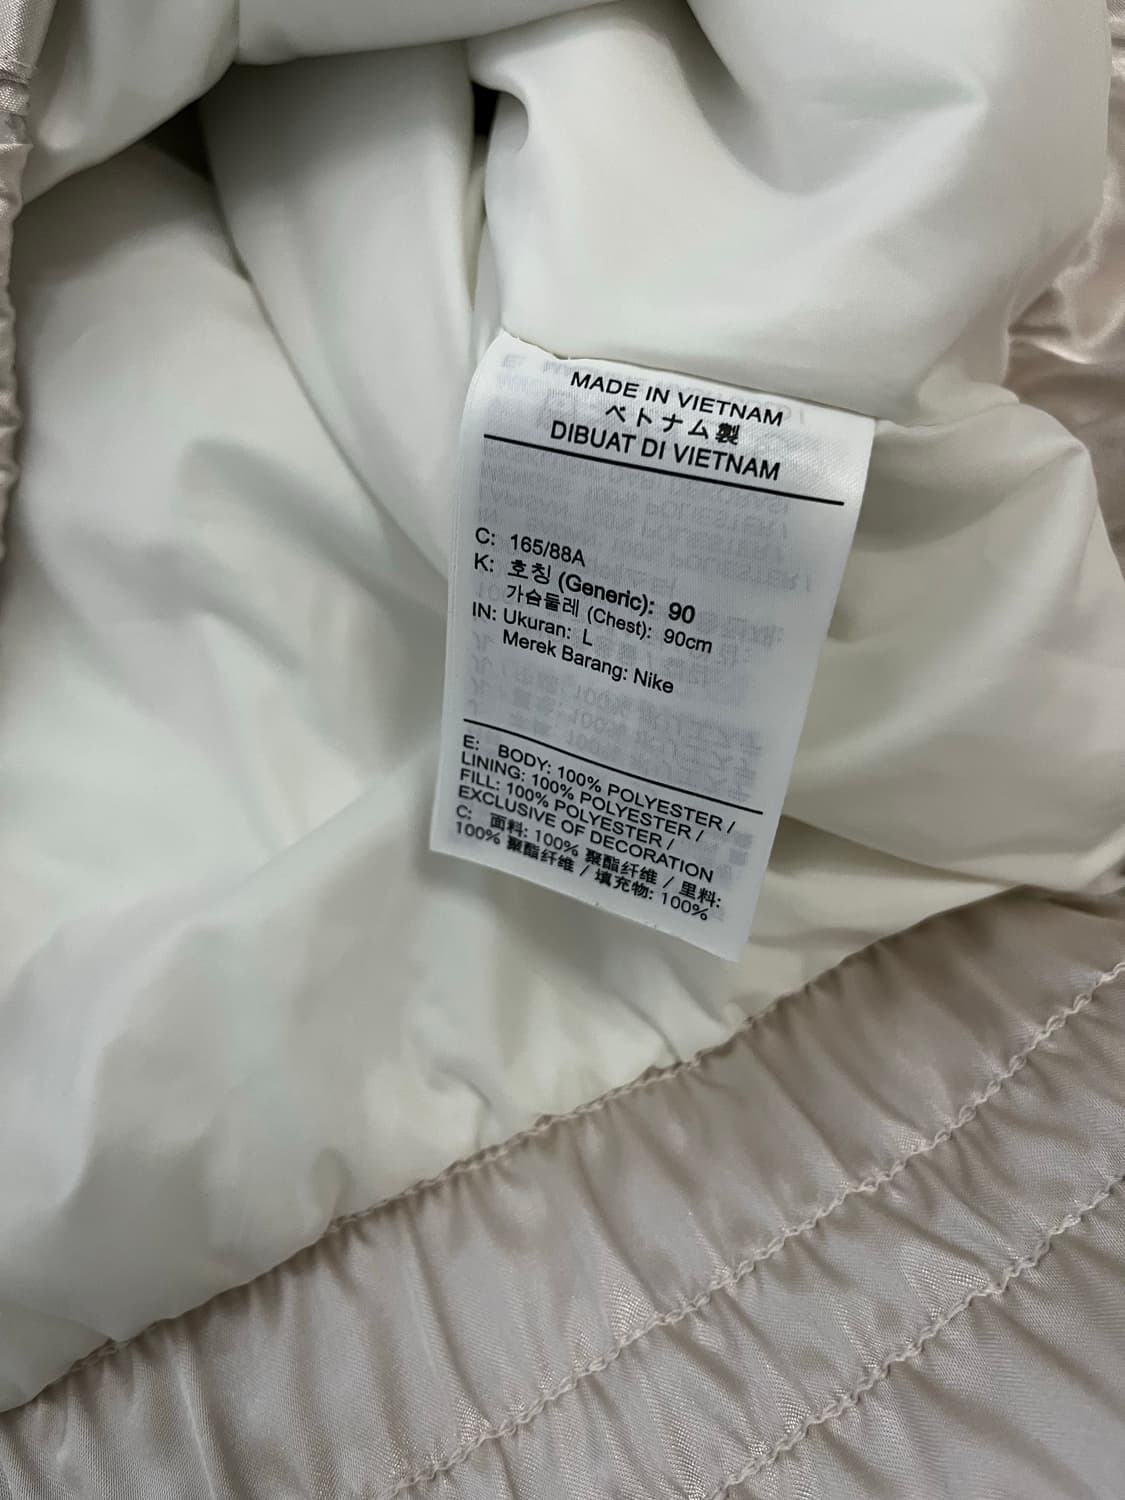 MADE IN VIETNAM
ベトナム製
DIBUAT DI VIETNAM
C: 165/88A
K: 호칭 (Generic): 90
가슴둘레 (Chest): 90cm
IN: Ukuran: L
Merek Barang: Nike
E: BODY: 100% POLYESTER /
LINING: 100% POLYESTER /
FILL: 100% POLYESTER /
EXCLUSIVE OF DECORATION
C: 面料: 100% 聚酯纤维 / 里料:
100% 聚酯纤维 / 填充物: 100%